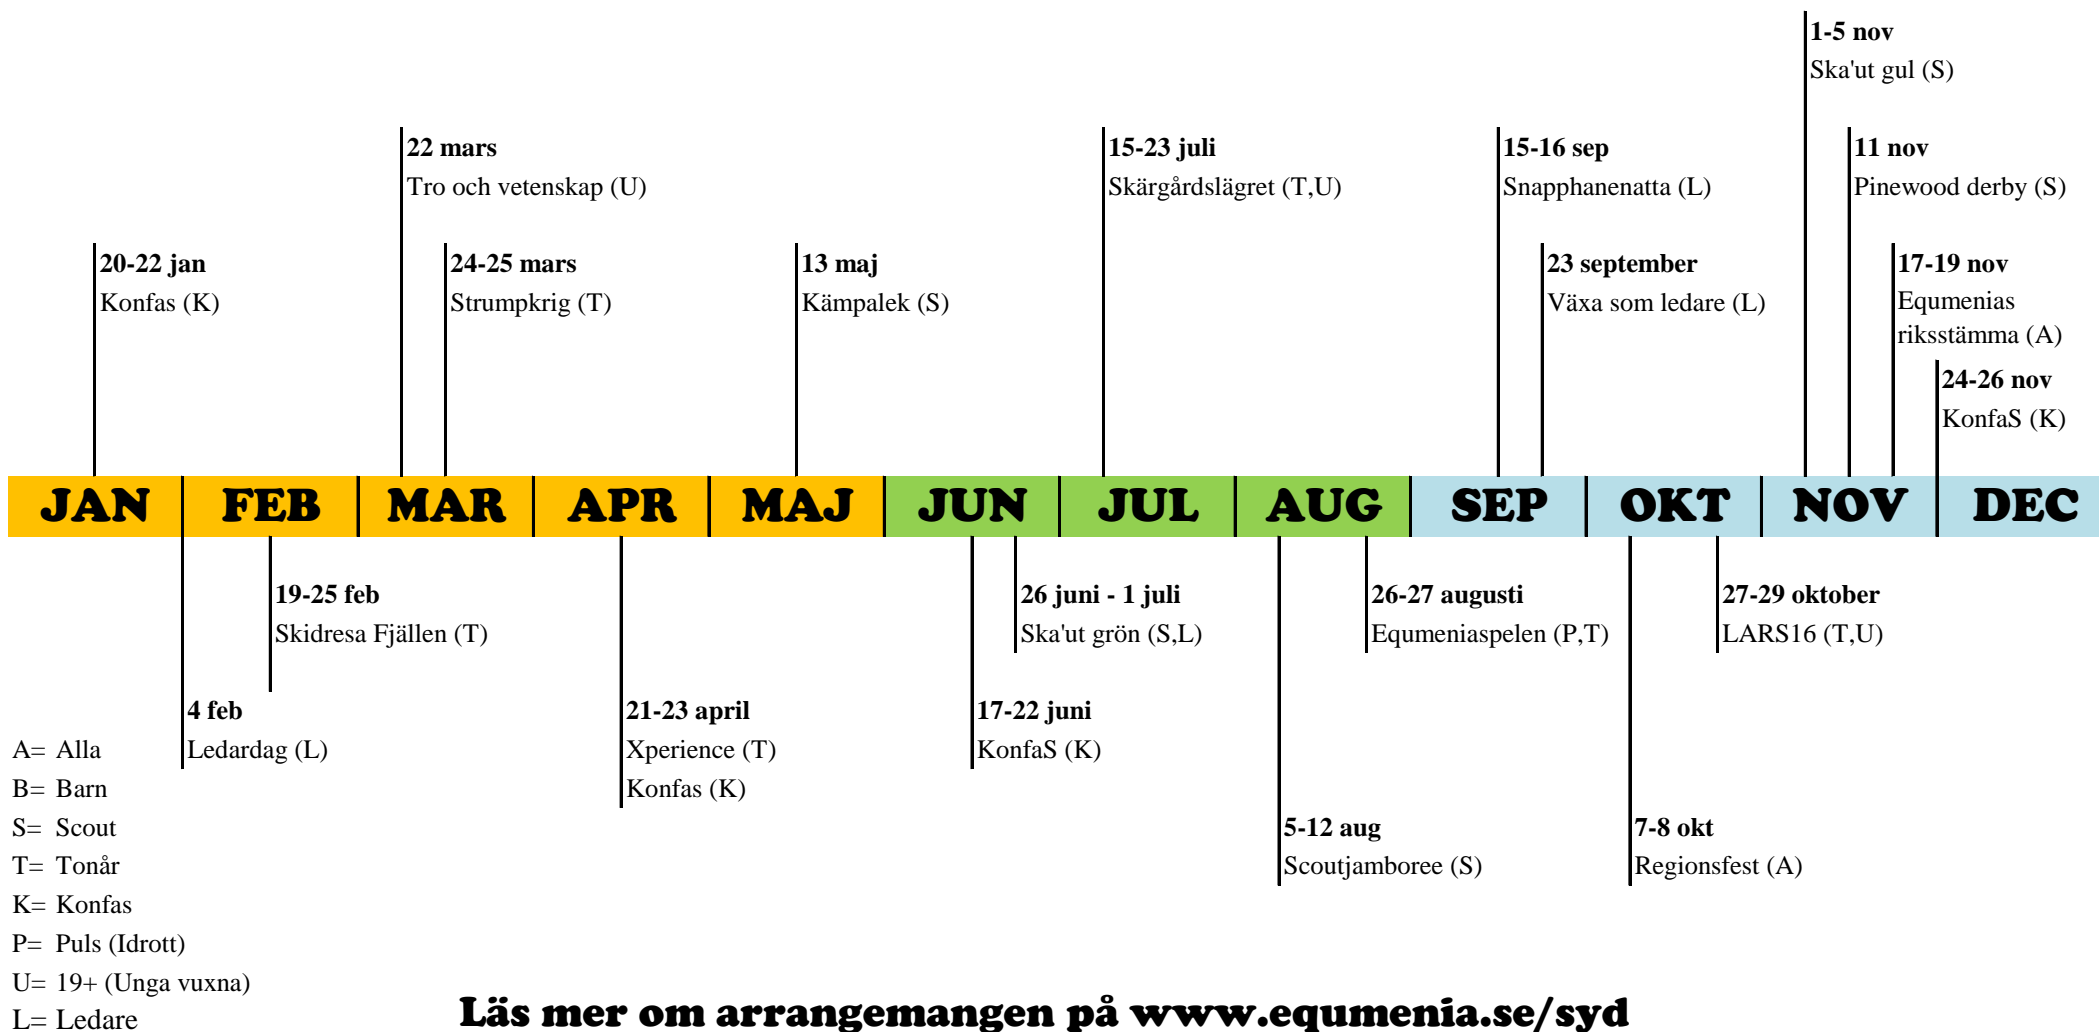 1-5 nov
Ska'ut gul (S)
22 mars
Tro och vetenskap (U)
15-23 juli
Skärgårdslägret (T,U)
15-16 sep
Snapphanenatta (L)
11 nov
Pinewood derby (S)
20-22 jan
Konfas (K)
24-25 mars
Strumpkrig (T)
13 maj
Kämpalek (S)
23 september
Växa som ledare (L)
17-19 nov
Equmenias
riksstämma (A)
24-26 nov
KonfaS (K)
JAN FEB MAR APR MAJ JUN JUL AUG SEP OKT NOV DEC
19-25 feb
Skidresa Fjällen (T)
26 juni - 1 juli
Ska'ut grön (S,L)
26-27 augusti
Equmeniaspelen (P,T)
27-29 oktober
LARS16 (T,U)
4 feb
Ledardag (L)
21-23 april
Xperience (T)
Konfas (K)
17-22 juni
KonfaS (K)
5-12 aug
Scoutjamboree (S)
7-8 okt
Regionsfest (A)
A= Alla
B= Barn
S= Scout
T= Tonår
K= Konfas
P= Puls (Idrott)
U= 19+ (Unga vuxna)
L= Ledare
Läs mer om arrangemangen på www.equmenia.se/syd